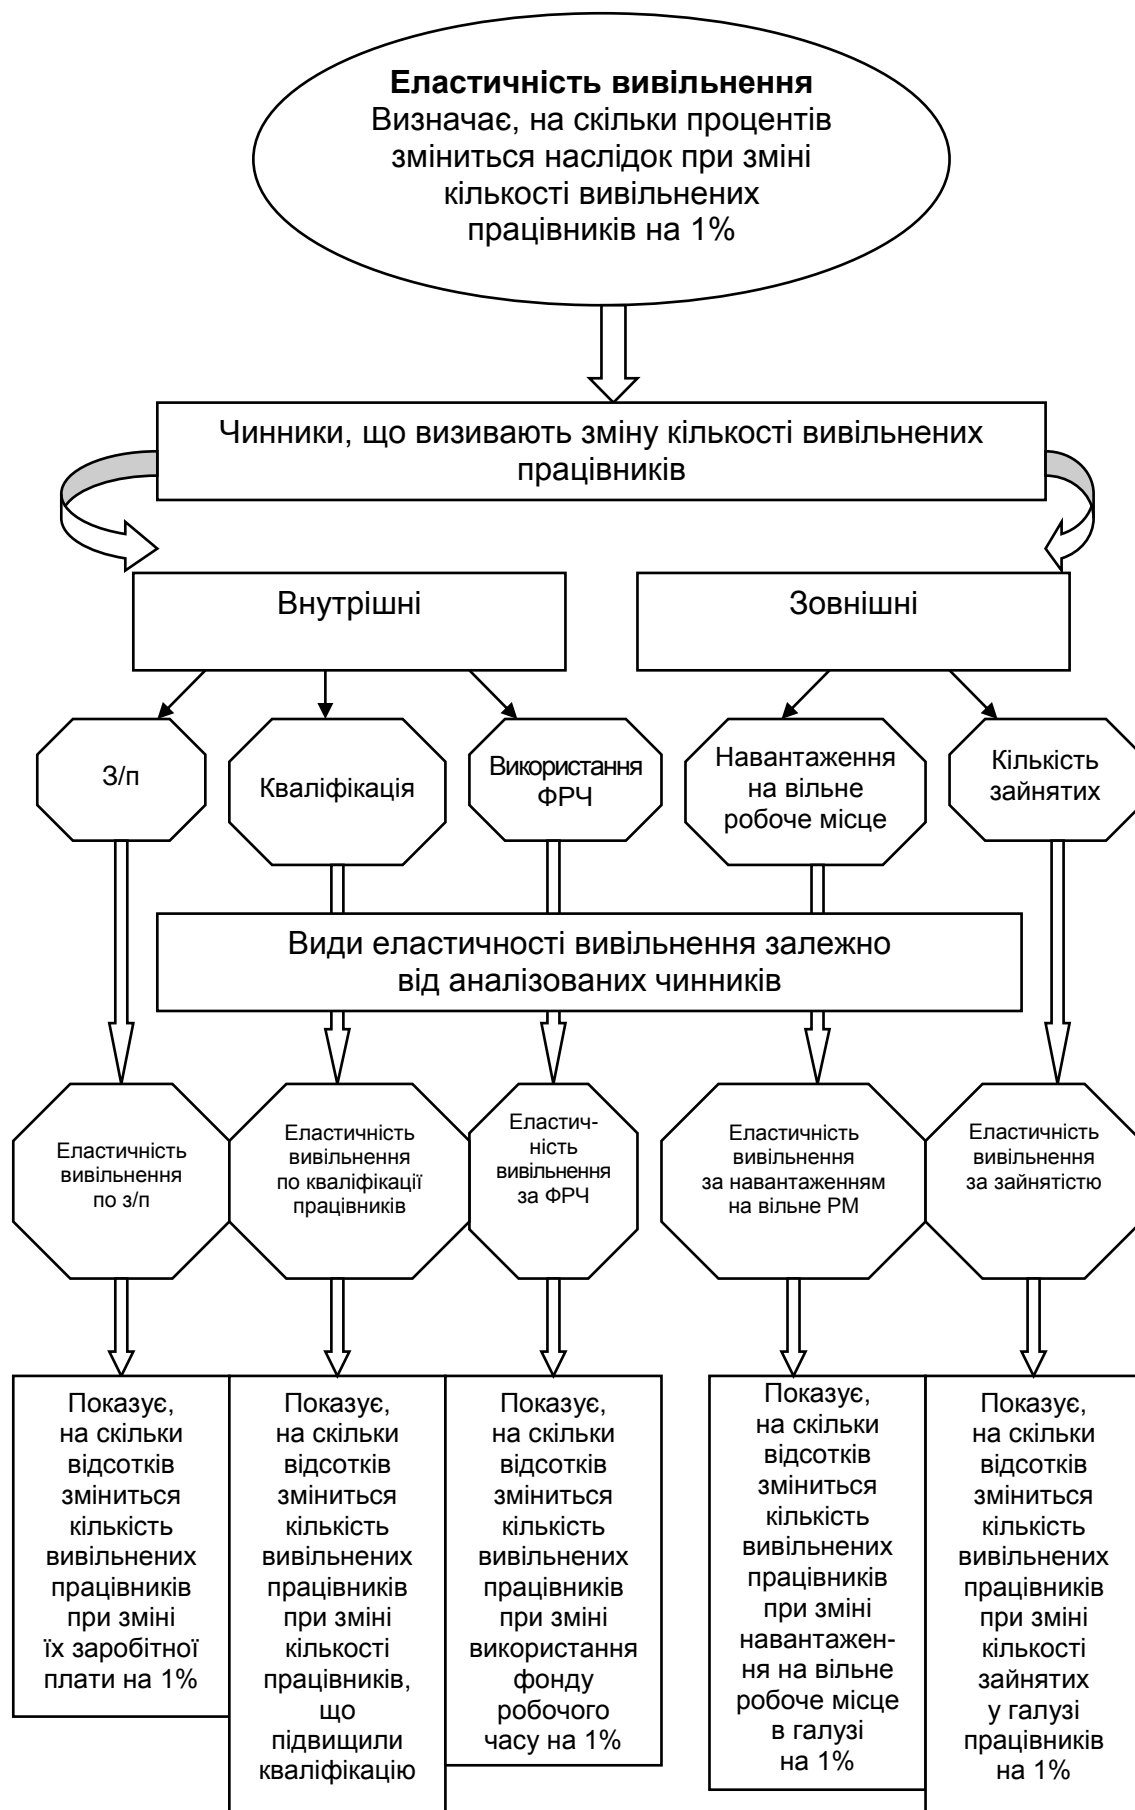 Еластичність вивільнення
Визначає, на скільки процентів
зміниться наслідок при зміні
кількості вивільнених
працівників на 1%
Чинники, що визивають зміну кількості вивільнених
працівників
Внутрішні
Зовнішні
З/п
Кваліфікація
Використання
ФРЧ
Навантаження
на вільне
робоче місце
Кількість
зайнятих
Види еластичності вивільнення залежно
від аналізованих чинників
Еластичність
вивільнення
по з/п
Еластичність
вивільнення
по кваліфікації
працівників
Еластич-
ність
вивільнення
за ФРЧ
Еластичність
вивільнення
за навантаженням
на вільне РМ
Еластичність
вивільнення
за зайнятістю
Показує,
на скільки
відсотків
зміниться
кількість
вивільнених
працівників
при зміні
їх заробітної
плати на 1%
Показує,
на скільки
відсотків
зміниться
кількість
вивільнених
працівників
при зміні
кількості
працівників,
що
підвищили
кваліфікацію
Показує,
на скільки
відсотків
зміниться
кількість
вивільнених
працівників
при зміні
використання
фонду
робочого
часу на 1%
Показує,
на скільки
відсотків
зміниться
кількість
вивільнених
працівників
при зміні
навантажен-
ня на вільне
робоче місце
в галузі
на 1%
Показує,
на скільки
відсотків
зміниться
кількість
вивільнених
працівників
при зміні
кількості
зайнятих
у галузі
працівників
на 1%